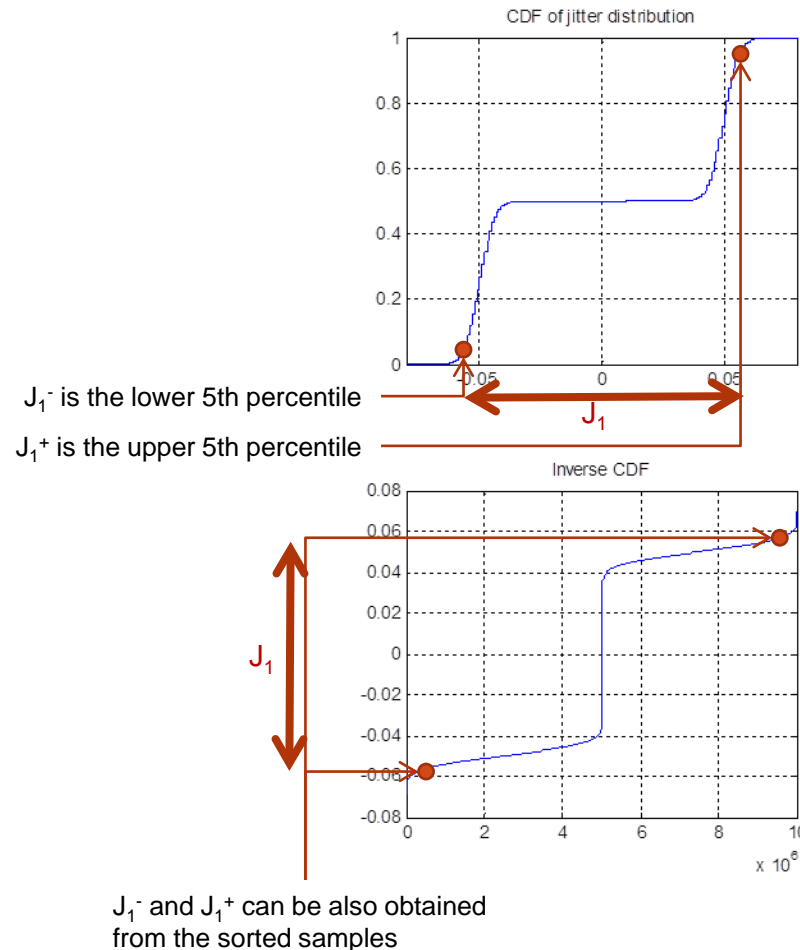 CDF of jitter distribution
1
0.8
0.6
0.4
0.2
0
-0.05 0 0.05
J₁⁻ is the lower 5th percentile
J₁
J₁⁺ is the upper 5th percentile
Inverse CDF
0.08
0.06
0.04
0.02
0
J₁
-0.02
-0.04
-0.06
-0.08
0 2 4 6 8 10
x 10⁶
J₁⁻ and J₁⁺ can be also obtained
from the sorted samples